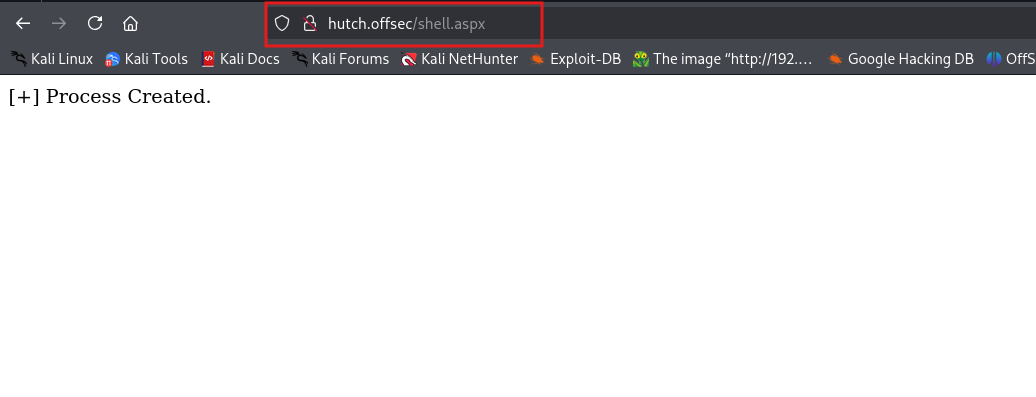 hutch.offsec/shell.aspx
Kali Linux Kali Tools Kali Docs Kali Forums Kali NetHunter Exploit-DB The image “http://192.… Google Hacking DB OffS
[+] Process Created.